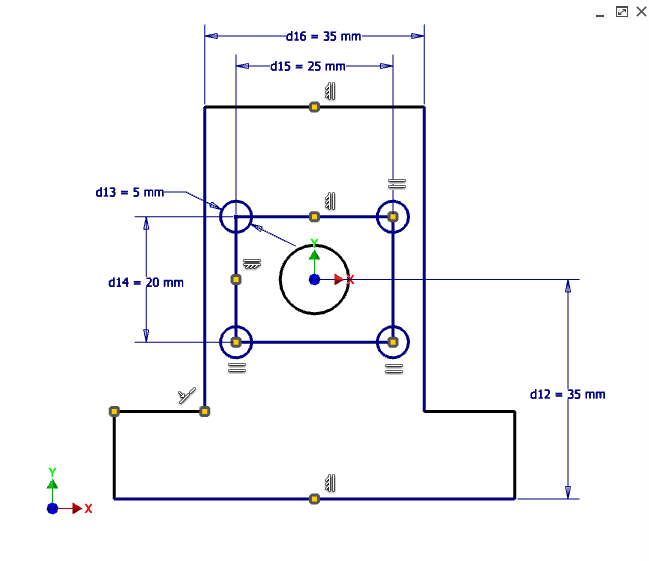 d16 = 35 mm
d15 = 25 mm
d13 = 5 mm
Y
X
d14 = 20 mm
d12 = 35 mm
Y
X